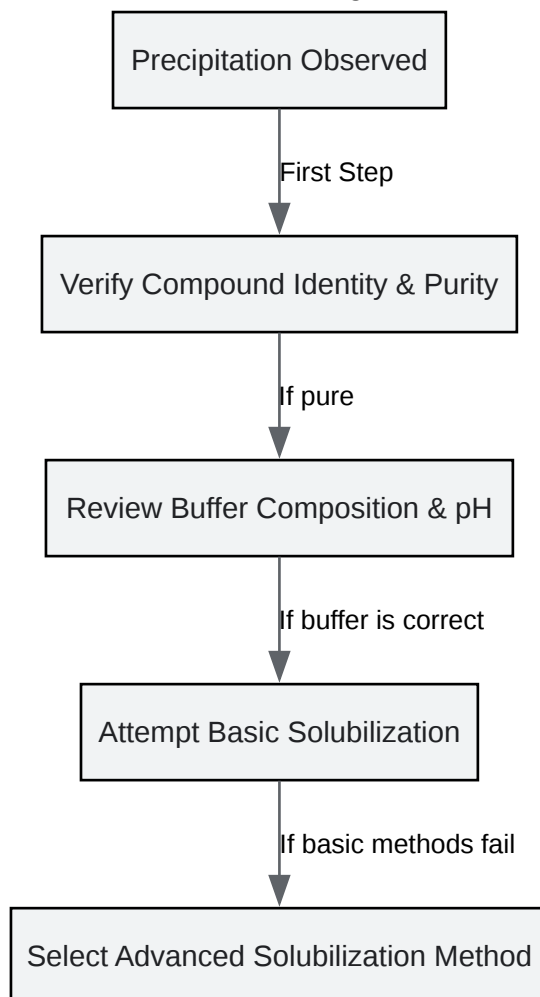 Precipitation Observed
First Step
Verify Compound Identity & Purity
If pure
Review Buffer Composition & pH
If buffer is correct
Attempt Basic Solubilization
If basic methods fail
Select Advanced Solubilization Method